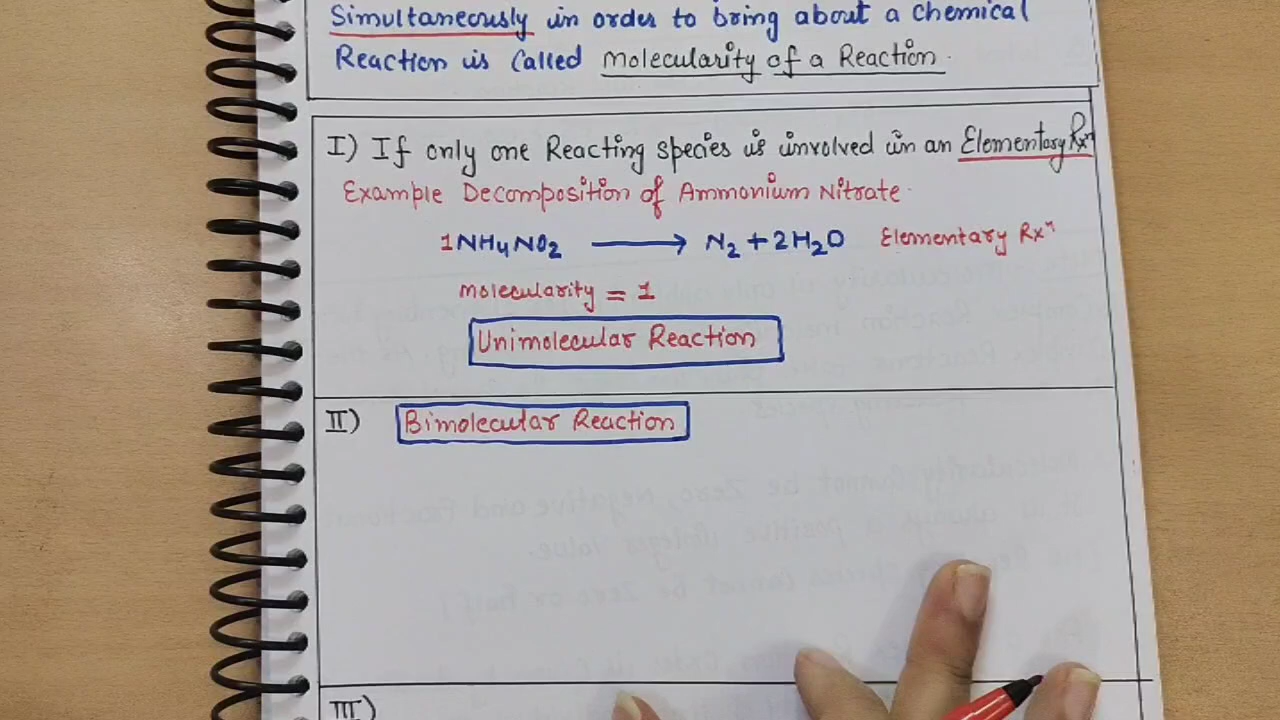 Simultaneously in order to bring about a chemical
Reaction is called molecularity of a Reaction.
I) If only one Reacting species is involved in an Elementary Rxⁿ
Example Decomposition of Ammonium Nitrate.
1NH₄NO₂ ⟶ N₂ + 2H₂O Elementary Rxⁿ
molecularity = 1
Unimolecular Reaction
II) Bimolecular Reaction
III)